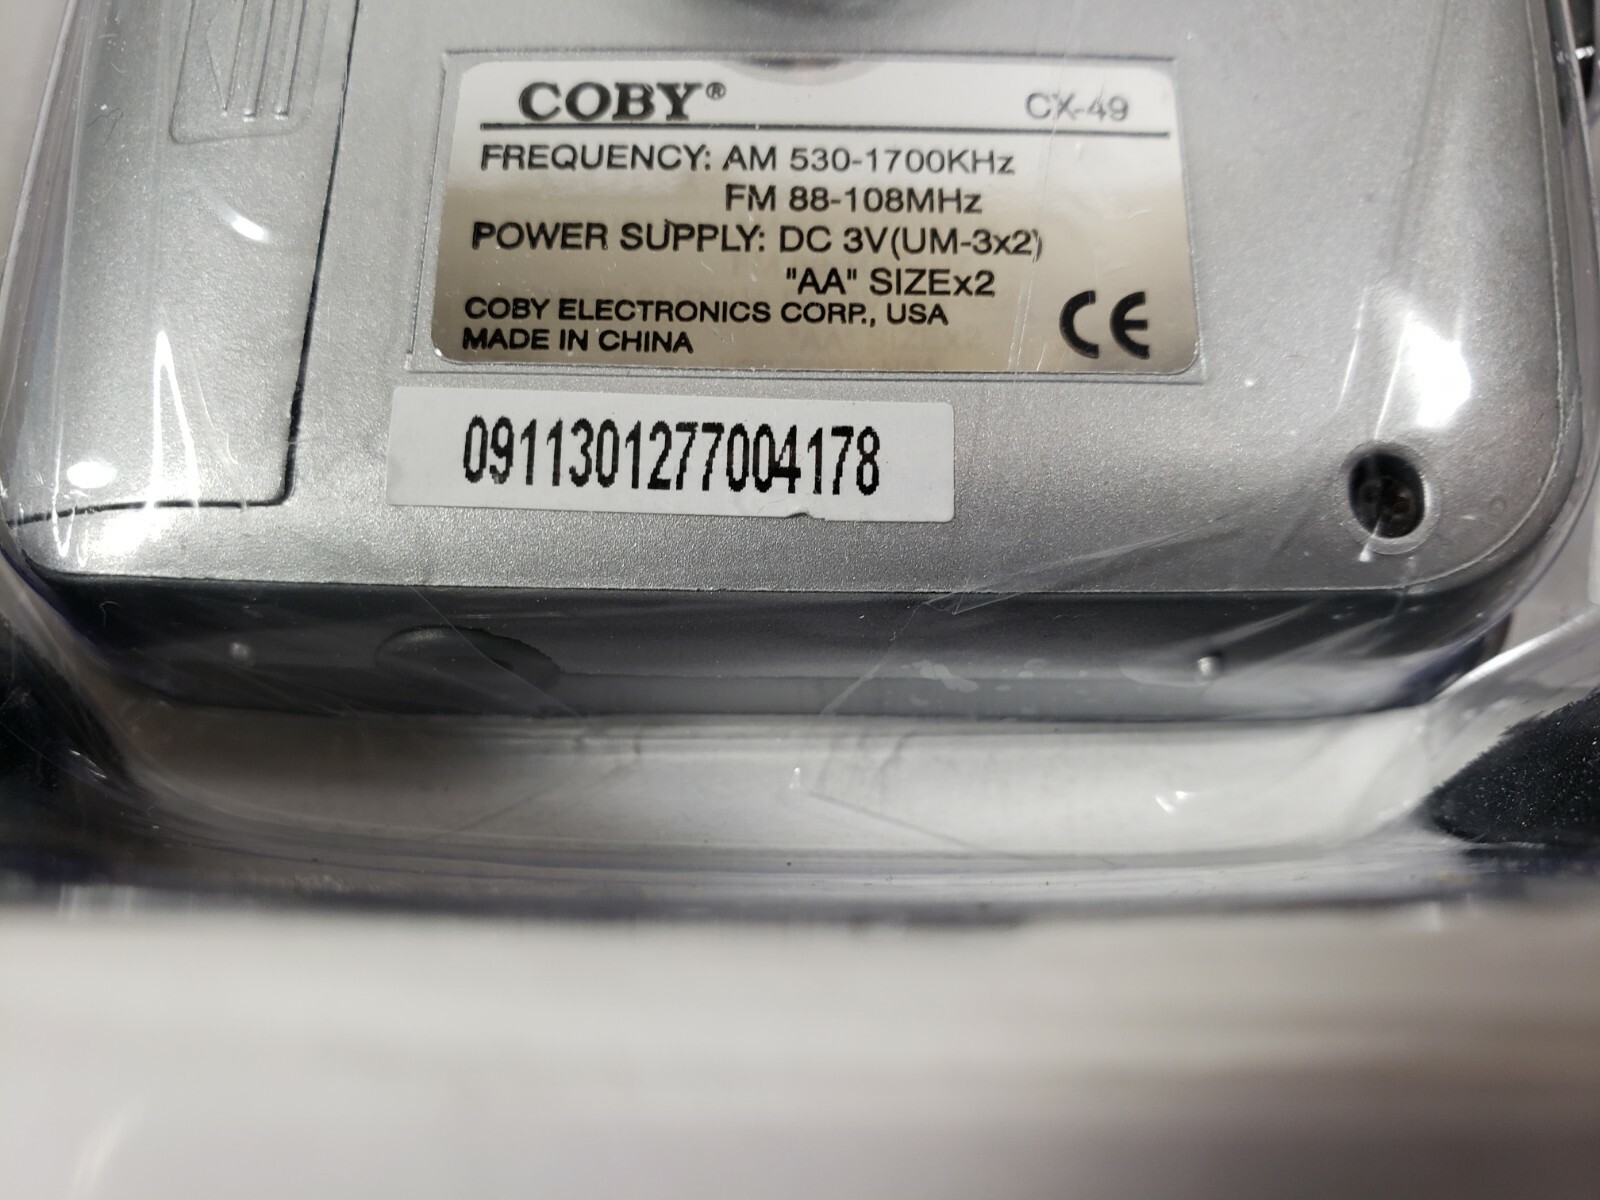 COBY® CX-49
FREQUENCY: AM 530-1700KHz
FM 88-108MHz
POWER SUPPLY: DC 3V(UM-3x2)
"AA" SIZEx2
COBY ELECTRONICS CORP., USA
MADE IN CHINA
CE
0911301277004178